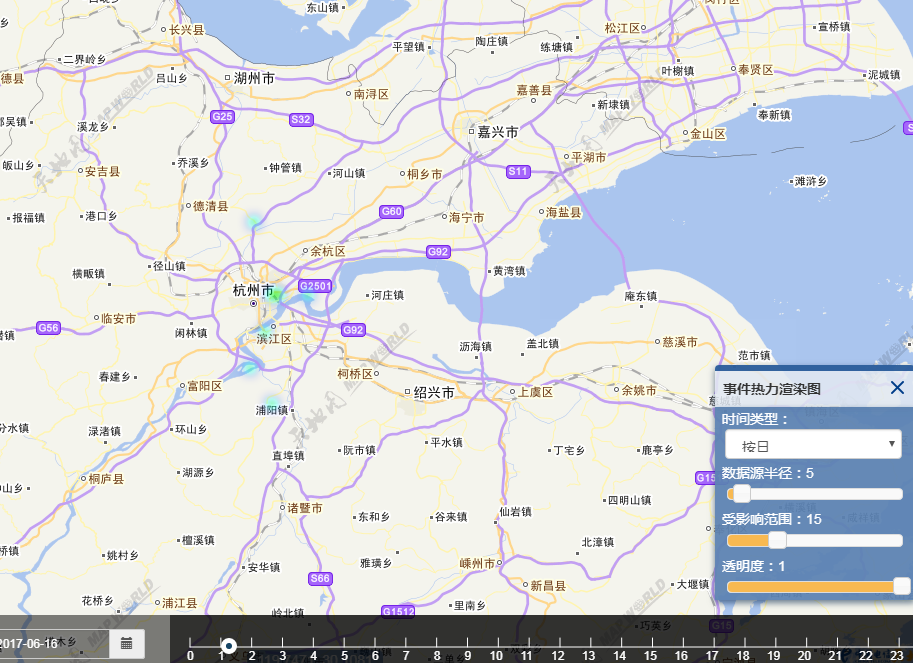 东山镇
长兴县
二界岭乡
吕山乡
湖州市
平望镇
陶庄镇
练塘镇
松江区
宣桥镇
叶榭镇
奉贤区
泥城镇
德县
南浔区
嘉善县
新埭镇
奉新镇
G25
S32
溪龙乡
嘉兴市
金山区
乔溪乡
钟管镇
河山镇
桐乡市
S11
平湖市
安吉县
滩浒乡
报福镇
港口乡
德清县
G60
海宁市
海盐县
余杭区
G92
横畈镇
径山镇
黄湾镇
杭州市
G2501
河庄镇
庵东镇
临安市
G56
闲林镇
滨江区
G92
沥海镇
盖北镇
慈溪市
范市镇
春建乡
富阳区
柯桥区
绍兴市
上虞区
余姚市
浦阳镇
分水镇
渌渚镇
环山乡
平水镇
阮市镇
丁宅乡
鹿亭乡
直埠镇
桐庐县
湖源乡
诸暨市
四明山镇
东和乡
谷来镇
仙岩镇
檀溪镇
北漳镇
姚村乡
安华镇
雅璜乡
嵊州市
S66
新昌县
大堰镇
花桥乡
浦江县
岭北镇
G1512
里南乡
巧英乡
G15
MAP WORLD
事件热力渲染图
时间类型：
按日
数据源半径：5
受影响范围：15
透明度：1
2017-06-16
0 1 2 3 4 5 6 7 8 9 10 11 12 13 14 15 16 17 18 19 20 21 22 23